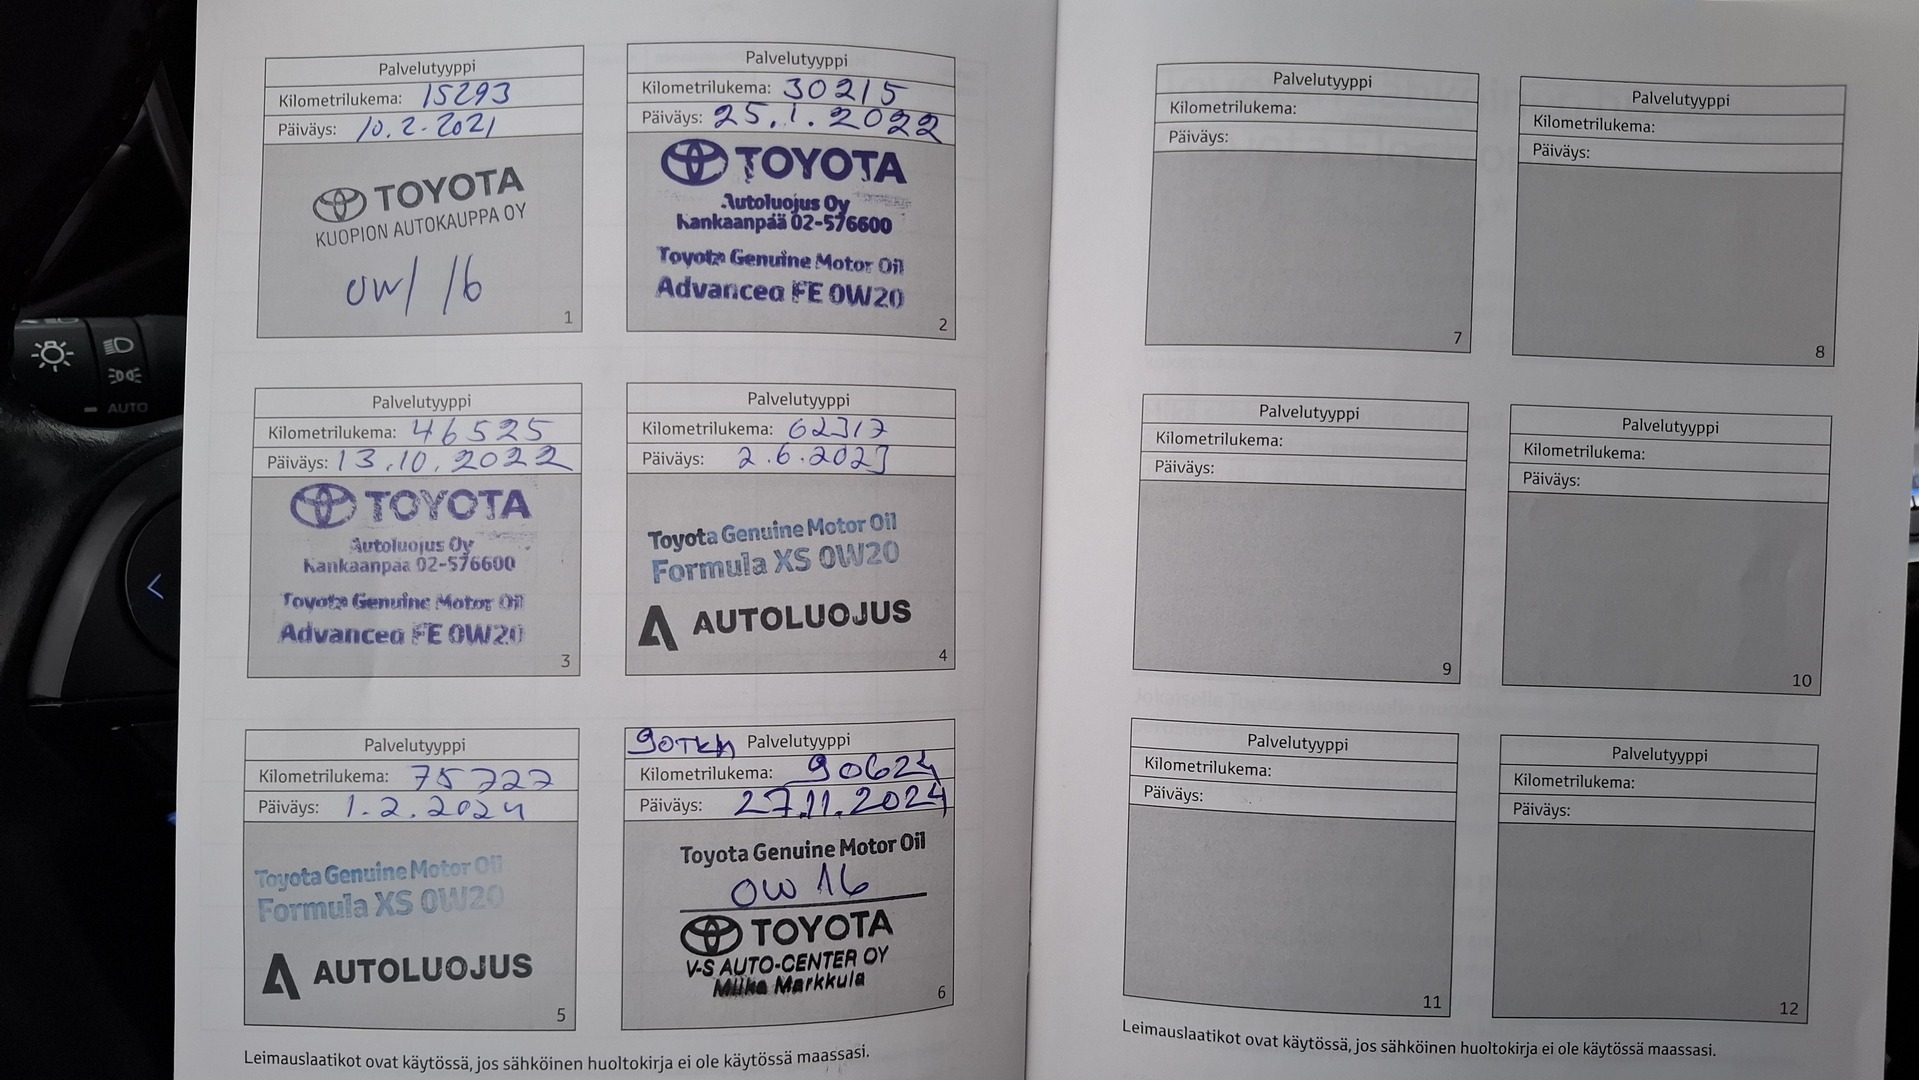 Palvelutyyppi
Kilometrilukema: 15293
Päiväys: 10.2.2021
TOYOTA
KUOPION AUTOKAUPPA OY
0W/16
1
Palvelutyyppi
Kilometrilukema: 30215
Päiväys: 25.1.2022
TOYOTA
Autoluojus Oy
Kankaanpää 02-576600
Toyota Genuine Motor Oil
Advanced FE 0W20
2
Palvelutyyppi
Kilometrilukema: 46525
Päiväys: 13.10.2022
TOYOTA
Autoluojus Oy
Kankaanpää 02-576600
Toyota Genuine Motor Oil
Advanced FE 0W20
3
Palvelutyyppi
Kilometrilukema: 62317
Päiväys: 2.6.2023
Toyota Genuine Motor Oil
Formula XS 0W20
AUTOLUOJUS
4
Palvelutyyppi
Kilometrilukema:
Päiväys: 1.2.2024
Toyota Genuine Motor Oil
Formula XS 0W20
AUTOLUOJUS
5
90TKM Palvelutyyppi
Kilometrilukema: 90624
Päiväys: 27.11.2024
Toyota Genuine Motor Oil
0W16
TOYOTA
V-S AUTO-CENTER OY
Miika Markkula
6
Leimauslaatikot ovat käytössä, jos sähköinen huoltokirja ei ole käytössä maassasi.
Palvelutyyppi
Kilometrilukema:
Päiväys:
7
Palvelutyyppi
Kilometrilukema:
Päiväys:
8
Palvelutyyppi
Kilometrilukema:
Päiväys:
9
Palvelutyyppi
Kilometrilukema:
Päiväys:
10
Palvelutyyppi
Kilometrilukema:
Päiväys:
11
Palvelutyyppi
Kilometrilukema:
Päiväys:
12
Leimauslaatikot ovat käytössä, jos sähköinen huoltokirja ei ole käytössä maassasi.
AUTO